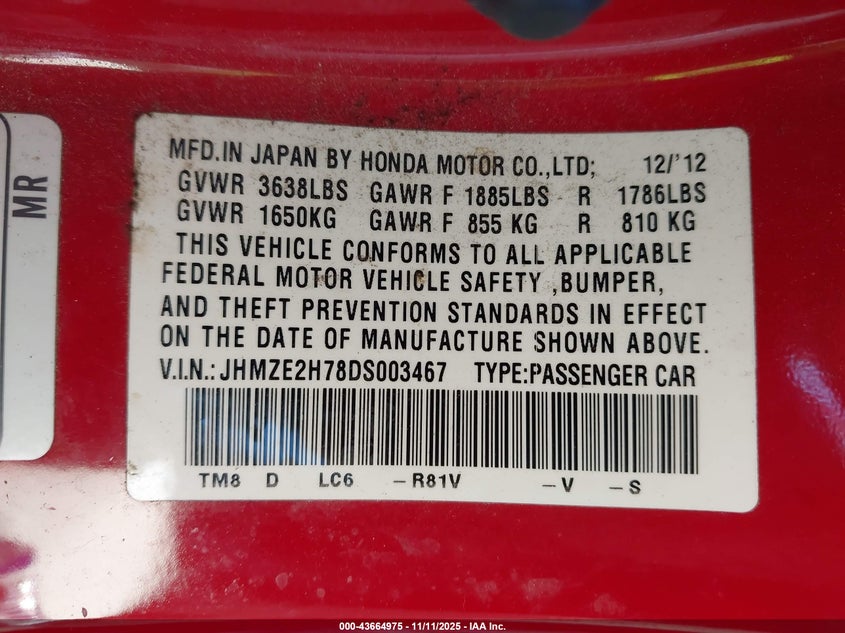 MR
MFD.IN JAPAN BY HONDA MOTOR CO.,LTD; 12/'12
GVWR 3638LBS GAWR F 1885LBS R 1786LBS
GVWR 1650KG GAWR F 855 KG R 810 KG
THIS VEHICLE CONFORMS TO ALL APPLICABLE
FEDERAL MOTOR VEHICLE SAFETY ,BUMPER,
AND THEFT PREVENTION STANDARDS IN EFFECT
ON THE DATE OF MANUFACTURE SHOWN ABOVE.
V.I.N.: JHMZE2H78DS003467 TYPE:PASSENGER CAR
TM8 D LC6 -R81V -V -S
000-43664975 - 11/11/2025 - IAA Inc.